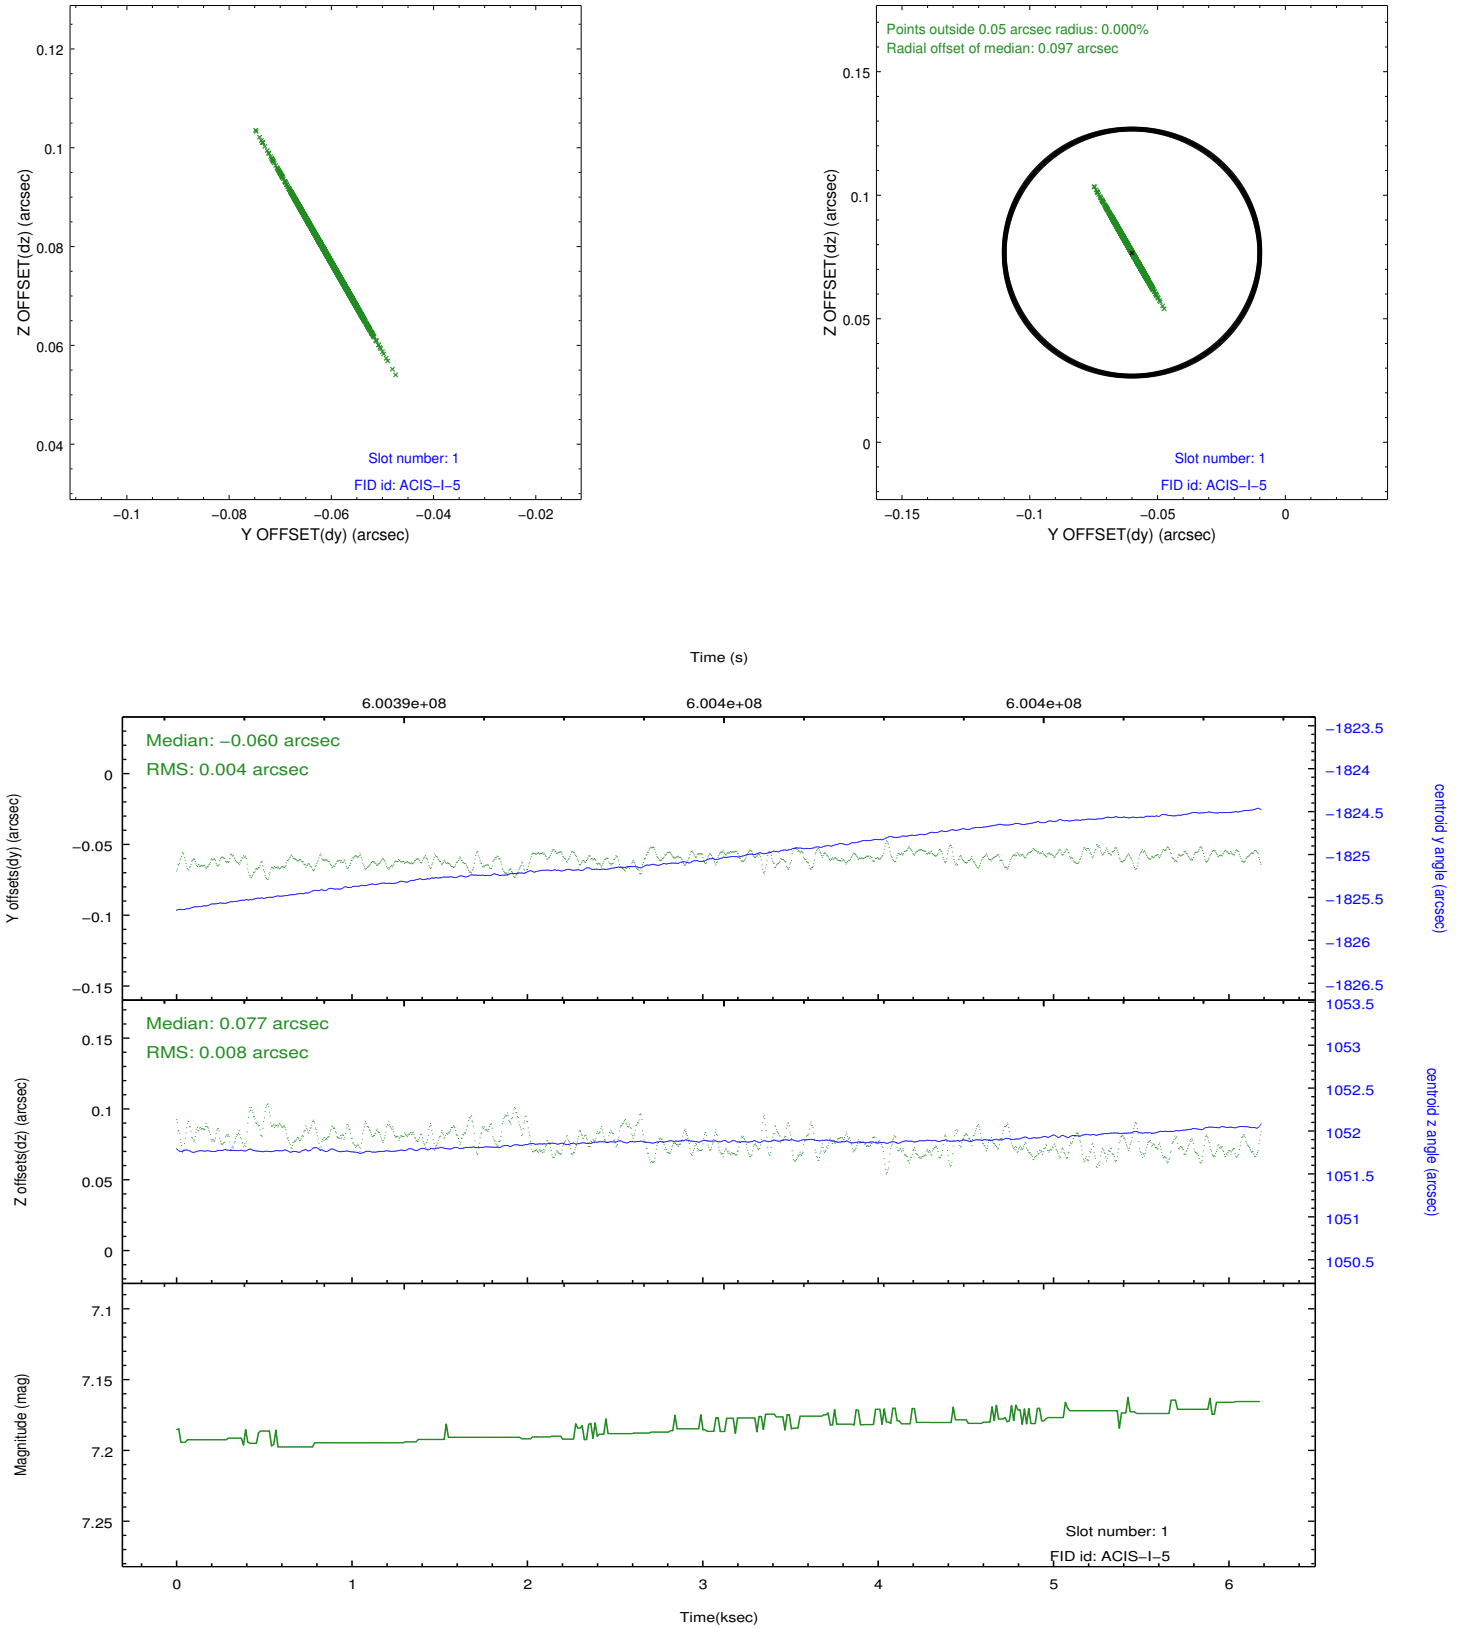 0.12
0.1
0.08
0.06
0.04
Z OFFSET(dz) (arcsec)
Slot number: 1
FID id: ACIS−I−5
−0.1
−0.08
−0.06
−0.04
−0.02
Y OFFSET(dy) (arcsec)
Points outside 0.05 arcsec radius: 0.000%
Radial offset of median: 0.097 arcsec
0.15
0.1
0.05
0
Z OFFSET(dz) (arcsec)
Slot number: 1
FID id: ACIS−I−5
−0.15
−0.1
−0.05
0
Y OFFSET(dy) (arcsec)
Time (s)
6.0039e+08
6.004e+08
6.004e+08
Median: −0.060 arcsec
RMS: 0.004 arcsec
0
−0.05
−0.1
−0.15
Y offsets(dy) (arcsec)
−1823.5
−1824
−1824.5
−1825
−1825.5
−1826
−1826.5
centroid y angle (arcsec)
Median: 0.077 arcsec
RMS: 0.008 arcsec
0.15
0.1
0.05
0
Z offsets(dz) (arcsec)
1053.5
1053
1052.5
1052
1051.5
1051
1050.5
centroid z angle (arcsec)
7.1
7.15
7.2
7.25
Magnitude (mag)
Slot number: 1
FID id: ACIS−I−5
0
1
2
3
4
5
6
Time(ksec)